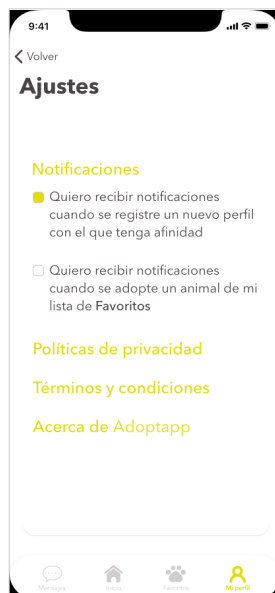 9:41
Volver
Ajustes
Notificaciones
Quiero recibir notificaciones
cuando se registre un nuevo perfil
con el que tenga afinidad
Quiero recibir notificaciones
cuando se adopte un animal de mi
lista de Favoritos
Políticas de privacidad
Términos y condiciones
Acerca de Adoptapp
Mensajes Inicio Favoritos Mi perfil